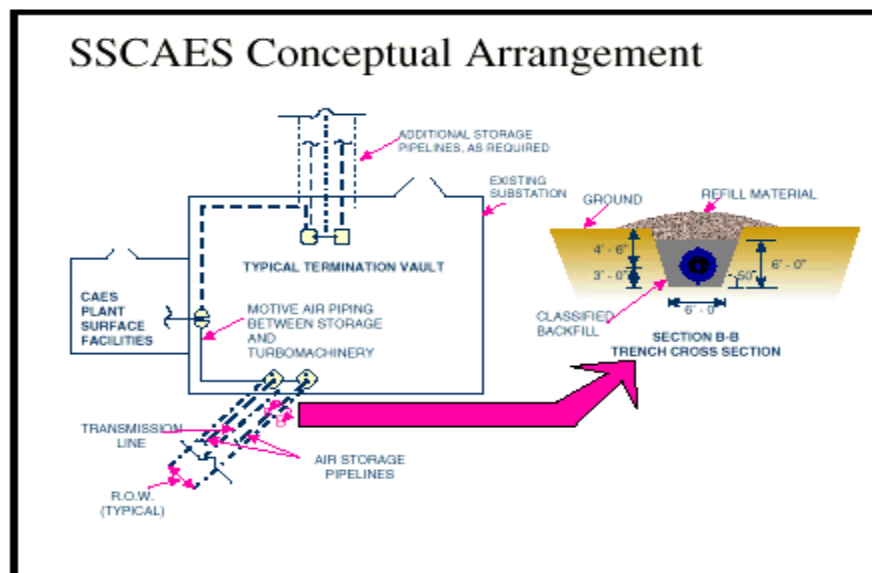 SSCAES Conceptual Arrangement
ADDITIONAL STORAGE
PIPELINES, AS REQUIRED
EXISTING
SUBSTATION
GROUND
REFILL MATERIAL
TYPICAL TERMINATION VAULT
4' - 6"
3' - 0"
6' - 0"
.50"
6' - 0"
CAES
PLANT
SURFACE
FACILITIES
MOTIVE AIR PIPING
BETWEEN STORAGE
AND
TURBOMACHINERY
CLASSIFIED
BACKFILL
SECTION B-B
TRENCH CROSS SECTION
TRANSMISSION
LINE
AIR STORAGE
PIPELINES
R.O.W.
(TYPICAL)